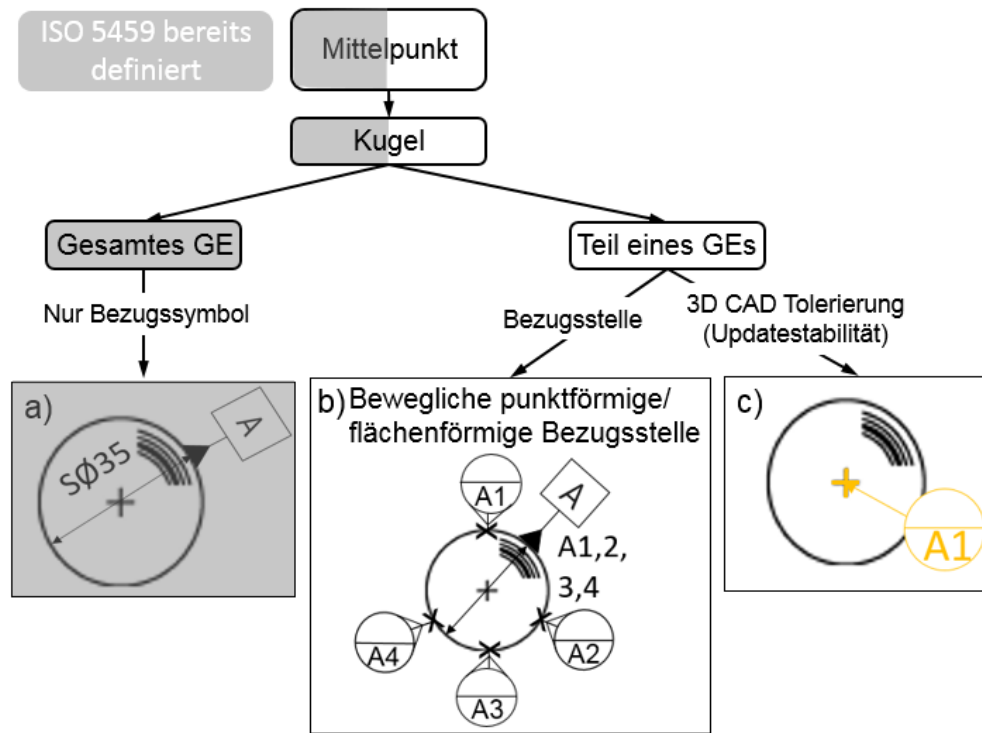 ISO 5459 bereits
definiert
Mittelpunkt
Kugel
Gesamtes GE
Teil eines GEs
Nur Bezugssymbol
Bezugsstelle
3D CAD Tolerierung
(Updatestabilität)
a)
SØ35
A
b) Bewegliche punktförmige/
flächenförmige Bezugsstelle
A1
A
A1,2,
3,4
A4
A2
A3
c)
A1